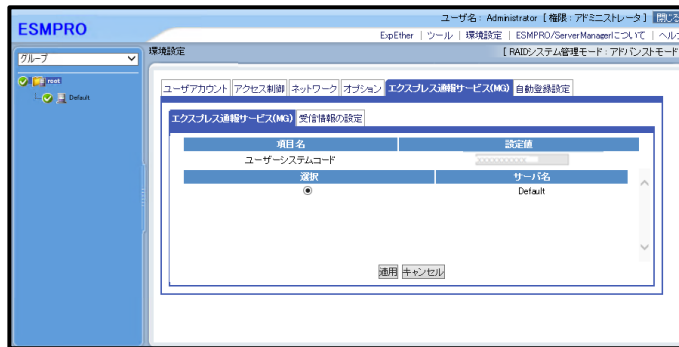 ユーザ名： Administrator [ 権限：アドミニストレータ ] 閉じる
ESMPRO
ExpEther | ツール | 環境設定 | ESMPRO/ServerManagerについて | ヘル
グループ
環境設定
[ RAIDシステム管理モード：アドバンストモード
root
Default
ユーザアカウント アクセス制御 ネットワーク オプション エクスプレス通報サービス(MG) 自動登録設定
エクスプレス通報サービス(MG) 受信情報の設定
項目名 設定値
ユーザーシステムコード
選択 サーバ名
Default
適用 キャンセル